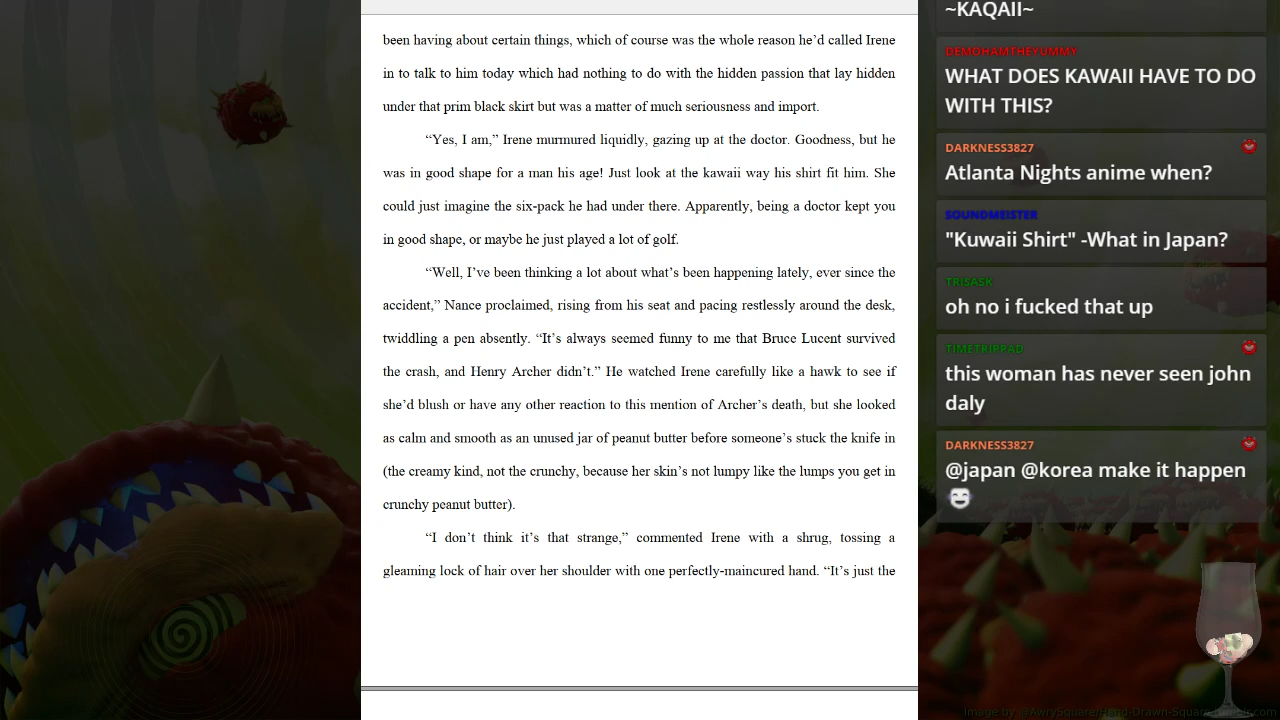 been having about certain things, which of course was the whole reason he’d called Irene
in to talk to him today which had nothing to do with the hidden passion that lay hidden
under that prim black skirt but was a matter of much seriousness and import.
“Yes, I am,” Irene murmured liquidly, gazing up at the doctor. Goodness, but he
was in good shape for a man his age! Just look at the kawaii way his shirt fit him. She
could just imagine the six-pack he had under there. Apparently, being a doctor kept you
in good shape, or maybe he just played a lot of golf.
“Well, I’ve been thinking a lot about what’s been happening lately, ever since the
accident,” Nance proclaimed, rising from his seat and pacing restlessly around the desk,
twiddling a pen absently. “It’s always seemed funny to me that Bruce Lucent survived
the crash, and Henry Archer didn’t.” He watched Irene carefully like a hawk to see if
she’d blush or have any other reaction to this mention of Archer’s death, but she looked
as calm and smooth as an unused jar of peanut butter before someone’s stuck the knife in
(the creamy kind, not the crunchy, because her skin’s not lumpy like the lumps you get in
crunchy peanut butter).
“I don’t think it’s that strange,” commented Irene with a shrug, tossing a
gleaming lock of hair over her shoulder with one perfectly-maincured hand. “It’s just the
~KAQAII~
DEMOHAMTHEYUMMY
WHAT DOES KAWAII HAVE TO DO
WITH THIS?
DARKNESS3827
Atlanta Nights anime when?
SOUNDMEISTER
"Kuwaii Shirt" -What in Japan?
TRISASK
oh no i fucked that up
TIMETRIPPAD
this woman has never seen john
daly
DARKNESS3827
@japan @korea make it happen
Image by: @AwrySquare/Hand-Drawn-Square.tumblr.com